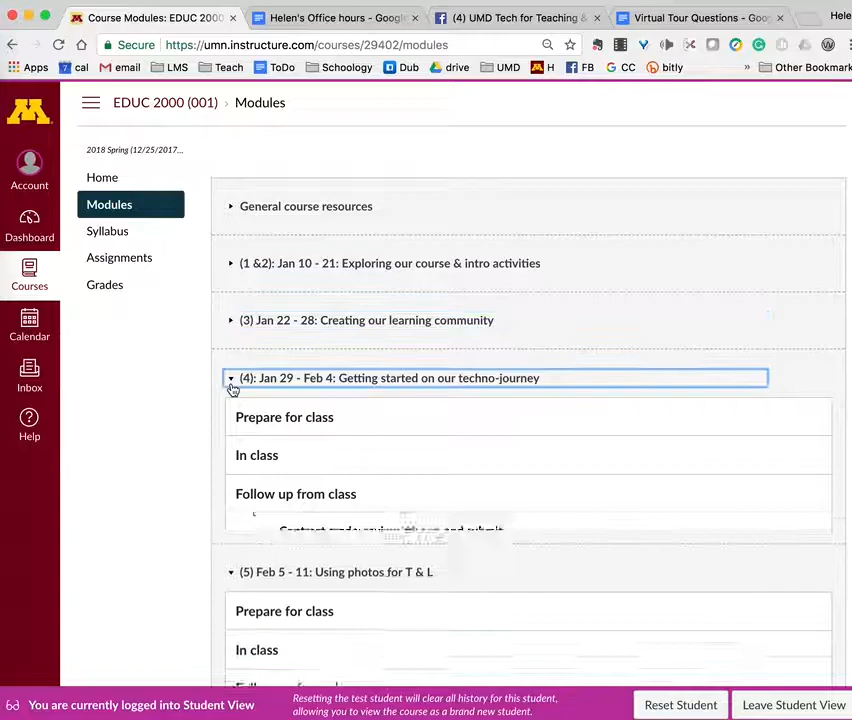 Course Modules: EDUC 2000
Helen's Office hours - Google
(4) UMD Tech for Teaching &
Virtual Tour Questions - Goog
Hele
Secure
https://umn.instructure.com/courses/29402/modules
Apps
cal
email
LMS
Teach
ToDo
Schoology
Dub
drive
UMD
H
FB
CC
bitly
»
Other Bookmark
EDUC 2000 (001) › Modules
2018 Spring (12/25/2017...
Account
Dashboard
Courses
Calendar
Inbox
Help
Home
Modules
Syllabus
Assignments
Grades
General course resources
(1 &2): Jan 10 - 21: Exploring our course & intro activities
(3) Jan 22 - 28: Creating our learning community
(4): Jan 29 - Feb 4: Getting started on our techno-journey
Prepare for class
In class
Follow up from class
(5) Feb 5 - 11: Using photos for T & L
Prepare for class
In class
You are currently logged into Student View
Resetting the test student will clear all history for this student,
allowing you to view the course as a brand new student.
Reset Student
Leave Student View